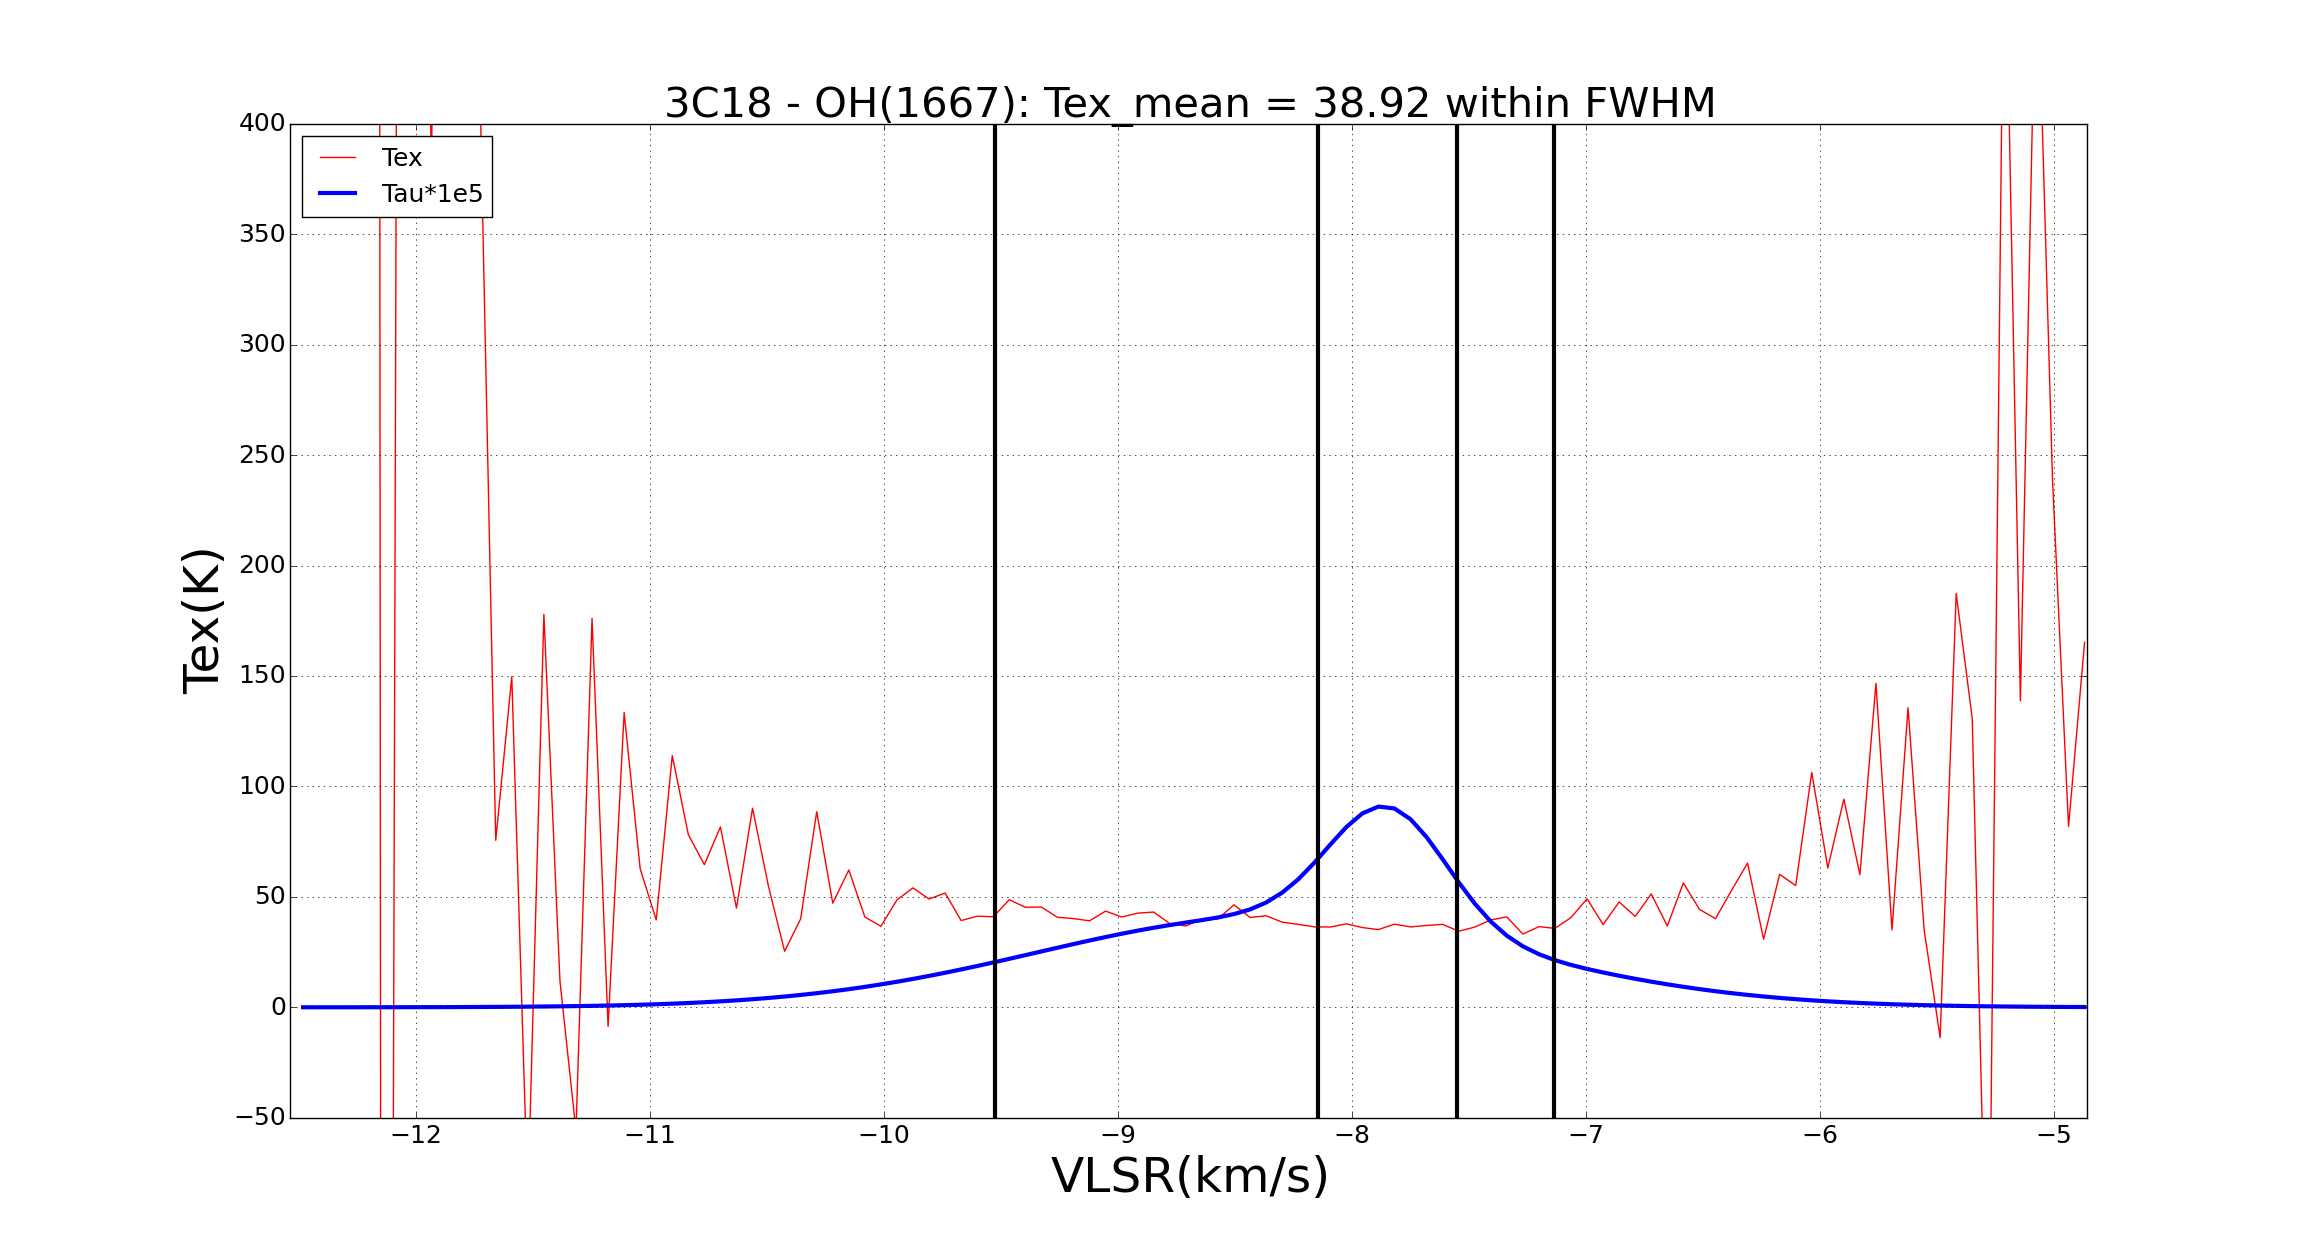 3C18 - OH(1667): Tex_mean = 38.92 within FWHM
400
350
300
250
200
150
100
50
0
−50
Tex
Tau*1e5
Tex(K)
−12 −11 −10 −9 −8 −7 −6 −5
VLSR(km/s)